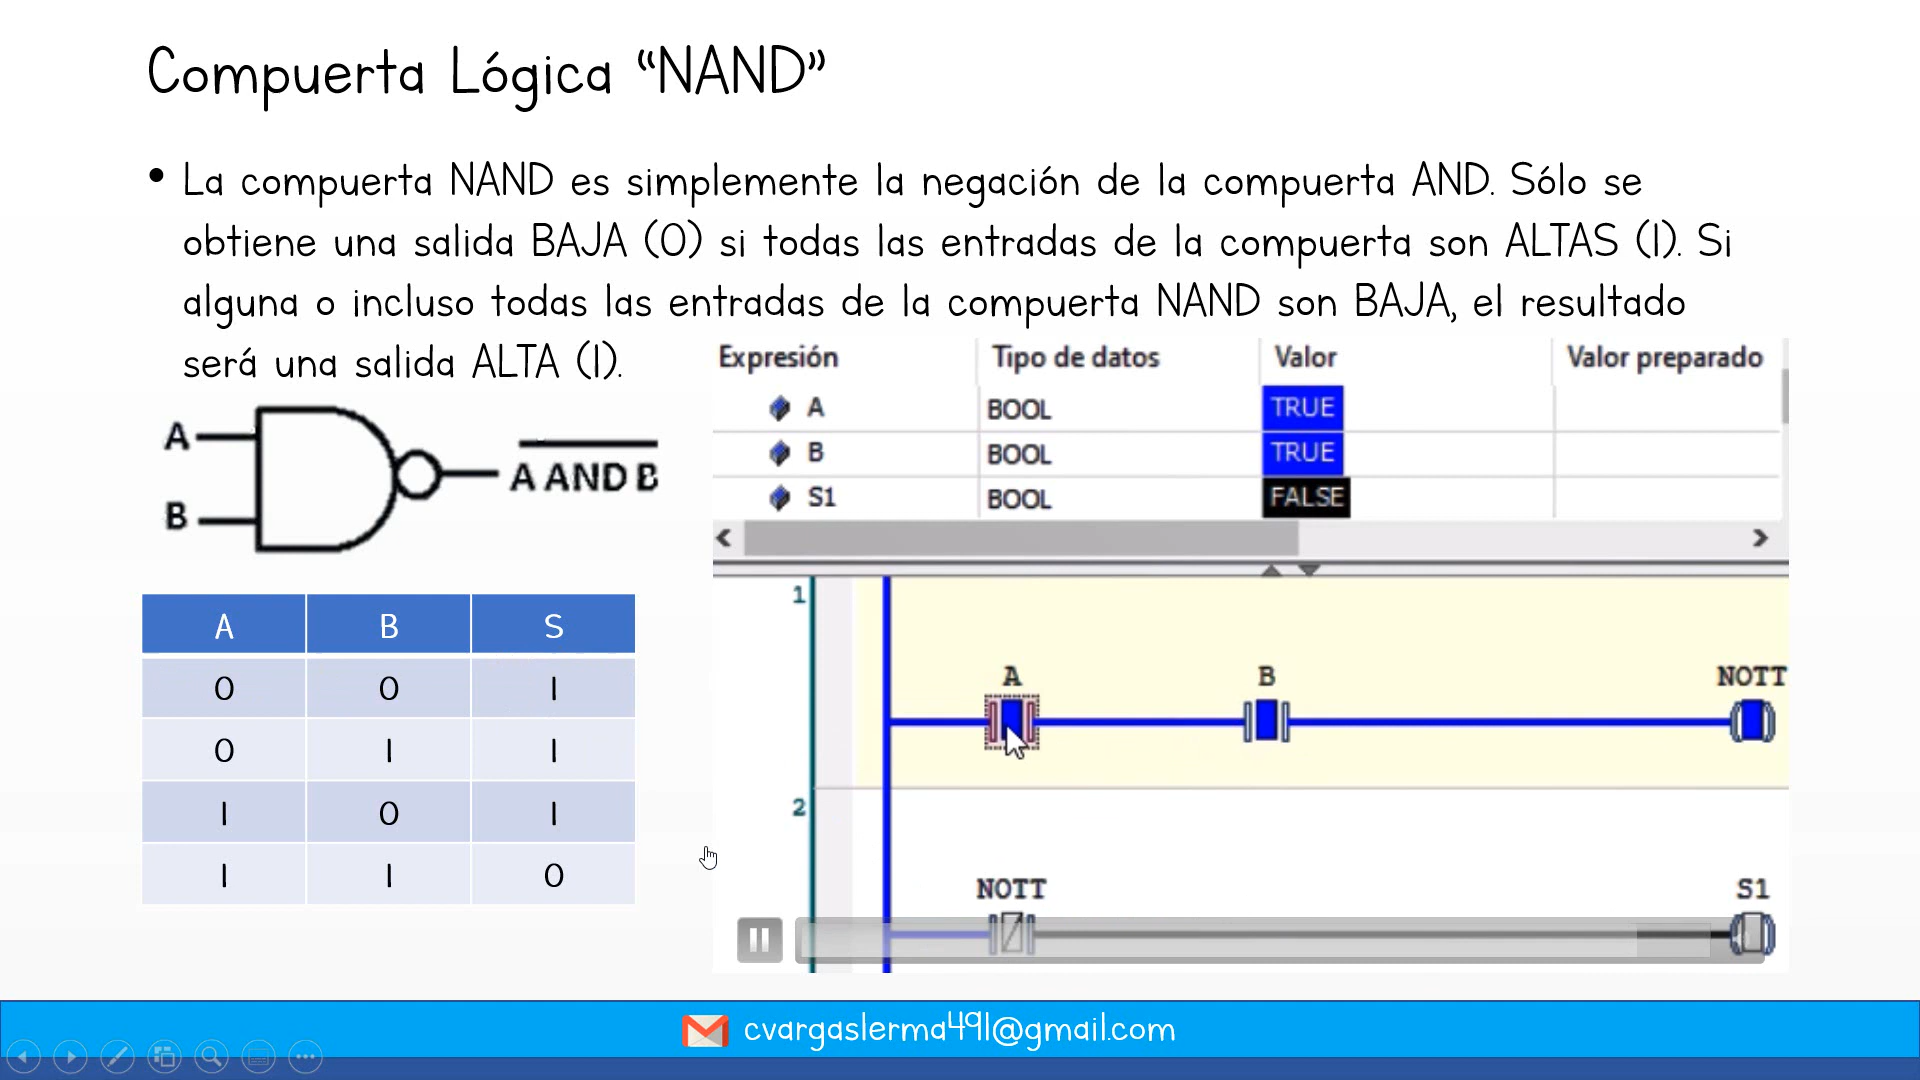 Compuerta Lógica “NAND”
• La compuerta NAND es simplemente la negación de la compuerta AND. Sólo se
obtiene una salida BAJA (0) si todas las entradas de la compuerta son ALTAS (1). Si
alguna o incluso todas las entradas de la compuerta NAND son BAJA, el resultado
será una salida ALTA (1).
A
B
A AND B
A B S
0 0 1
0 1 1
1 0 1
1 1 0
Expresión Tipo de datos Valor Valor preparado
A BOOL TRUE
B BOOL TRUE
S1 BOOL FALSE
1
A B NOTT
2
NOTT S1
cvargaslerma491@gmail.com